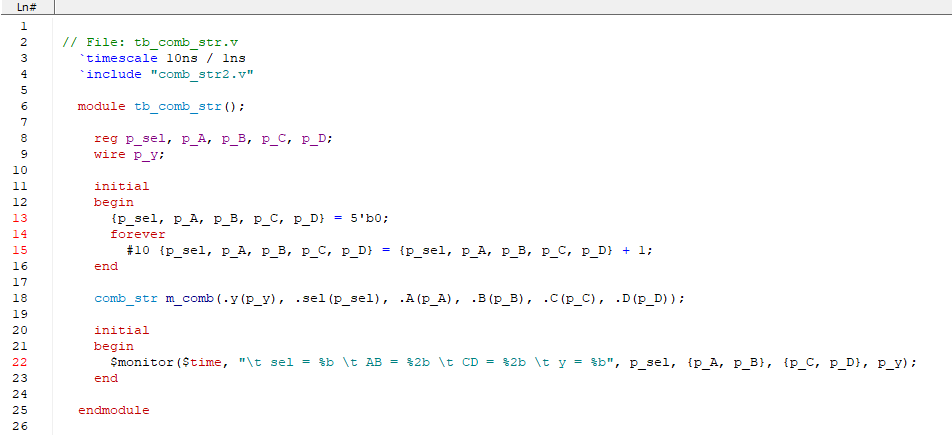 Ln#
1
2 // File: tb_comb_str.v
3 `timescale 10ns / 1ns
4 `include "comb_str2.v"
5
6 module tb_comb_str();
7
8 reg p_sel, p_A, p_B, p_C, p_D;
9 wire p_y;
10
11 initial
12 begin
13 {p_sel, p_A, p_B, p_C, p_D} = 5'b0;
14 forever
15 #10 {p_sel, p_A, p_B, p_C, p_D} = {p_sel, p_A, p_B, p_C, p_D} + 1;
16 end
17
18 comb_str m_comb(.y(p_y), .sel(p_sel), .A(p_A), .B(p_B), .C(p_C), .D(p_D));
19
20 initial
21 begin
22 $monitor($time, "\t sel = %b \t AB = %2b \t CD = %2b \t y = %b", p_sel, {p_A, p_B}, {p_C, p_D}, p_y);
23 end
24
25 endmodule
26